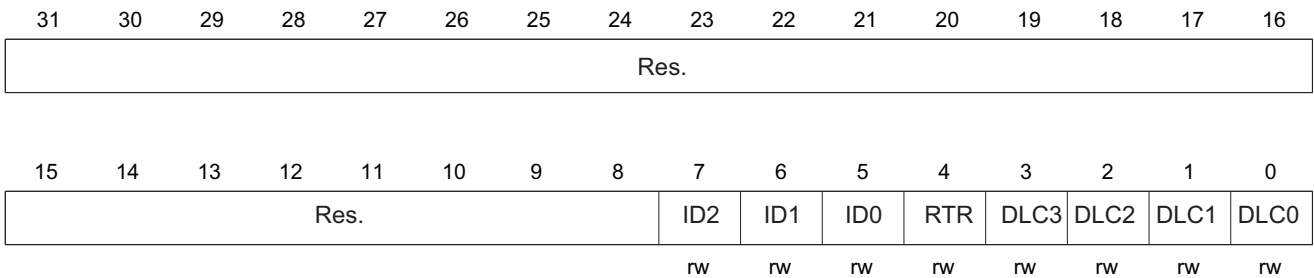 31 30 29 28 27 26 25 24 23 22 21 20 19 18 17 16
Res.
15 14 13 12 11 10 9 8 7 6 5 4 3 2 1 0
Res. ID2 ID1 ID0 RTR DLC3 DLC2 DLC1 DLC0
rw rw rw rw rw rw rw rw